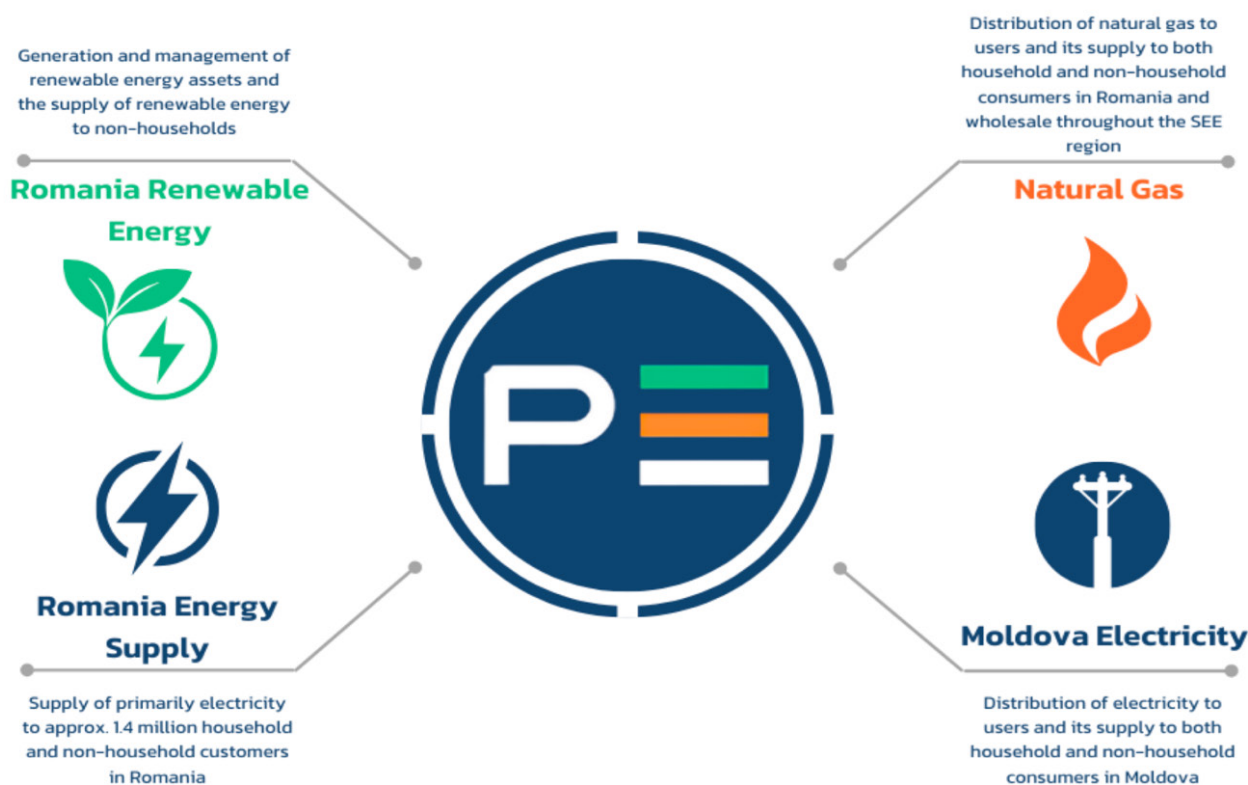 Generation and management of
renewable energy assets and
the supply of renewable energy
to non-households
Romania Renewable
Energy
Distribution of natural gas to
users and its supply to both
household and non-household
consumers in Romania and
wholesale throughout the SEE
region
Natural Gas
PE
Romania Energy
Supply
Supply of primarily electricity
to approx. 1.4 million household
and non-household customers
in Romania
Moldova Electricity
Distribution of electricity to
users and its supply to both
household and non-household
consumers in Moldova